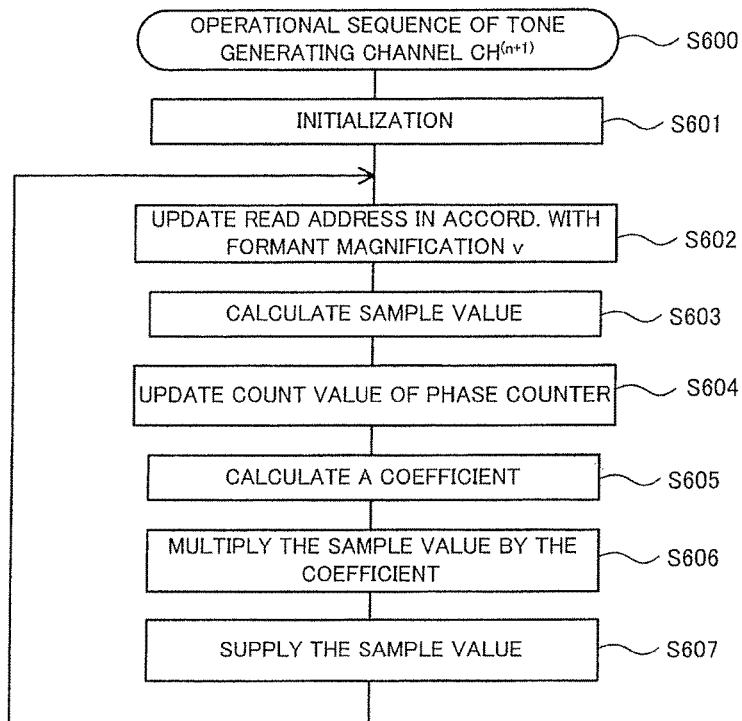 OPERATIONAL SEQUENCE OF TONE
GENERATING CHANNEL CH(n+1)
S600
INITIALIZATION
S601
UPDATE READ ADDRESS IN ACCORD. WITH
FORMANT MAGNIFICATION v
S602
CALCULATE SAMPLE VALUE
S603
UPDATE COUNT VALUE OF PHASE COUNTER
S604
CALCULATE A COEFFICIENT
S605
MULTIPLY THE SAMPLE VALUE BY THE
COEFFICIENT
S606
SUPPLY THE SAMPLE VALUE
S607